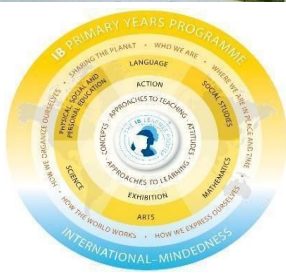 IB PRIMARY YEARS PROGRAMME
SHARING THE PLANET • WHO WE ARE • WHERE WE ARE IN PLACE AND TIME
HOW WE ORGANIZE OURSELVES • HOW THE WORLD WORKS • HOW WE EXPRESS OURSELVES
LANGUAGE
SOCIAL STUDIES
MATHEMATICS
ARTS
SCIENCE
PHYSICAL, SOCIAL AND
PERSONAL EDUCATION
ACTION
APPROACHES TO TEACHING
CONCEPTS
ATTITUDES
APPROACHES TO LEARNING
EXHIBITION
INTERNATIONAL-MINDEDNESS